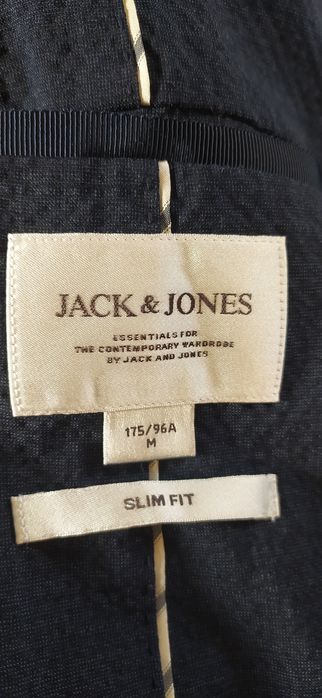 JACK & JONES
ESSENTIALS FOR
THE CONTEMPORARY WARDROBE
BY JACK AND JONES
175/96A
M
SLIM FIT